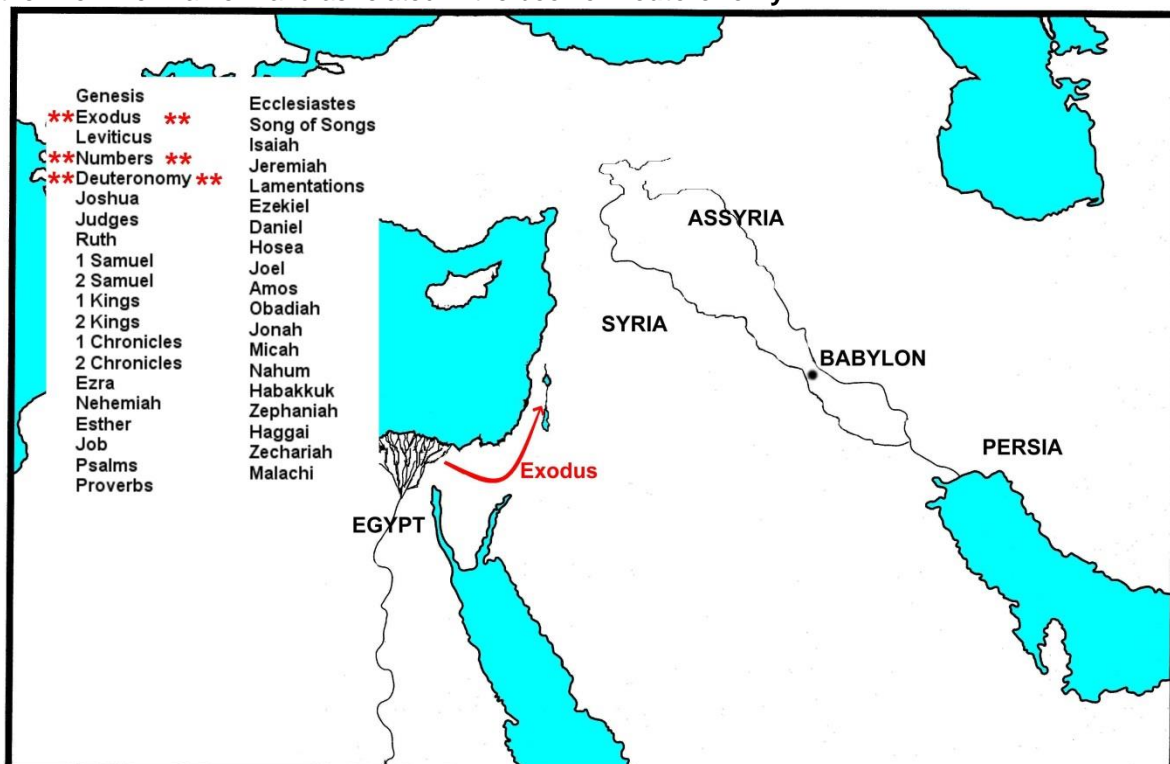 Genesis
**Exodus **
Leviticus
**Numbers **
**Deuteronomy **
Joshua
Judges
Ruth
1 Samuel
2 Samuel
1 Kings
2 Kings
1 Chronicles
2 Chronicles
Ezra
Nehemiah
Esther
Job
Psalms
Proverbs
Ecclesiastes
Song of Songs
Isaiah
Jeremiah
Lamentations
Ezekiel
Daniel
Hosea
Joel
Amos
Obadiah
Jonah
Micah
Nahum
Habakkuk
Zephaniah
Haggai
Zechariah
Malachi
ASSYRIA
SYRIA
BABYLON
PERSIA
Exodus
EGYPT